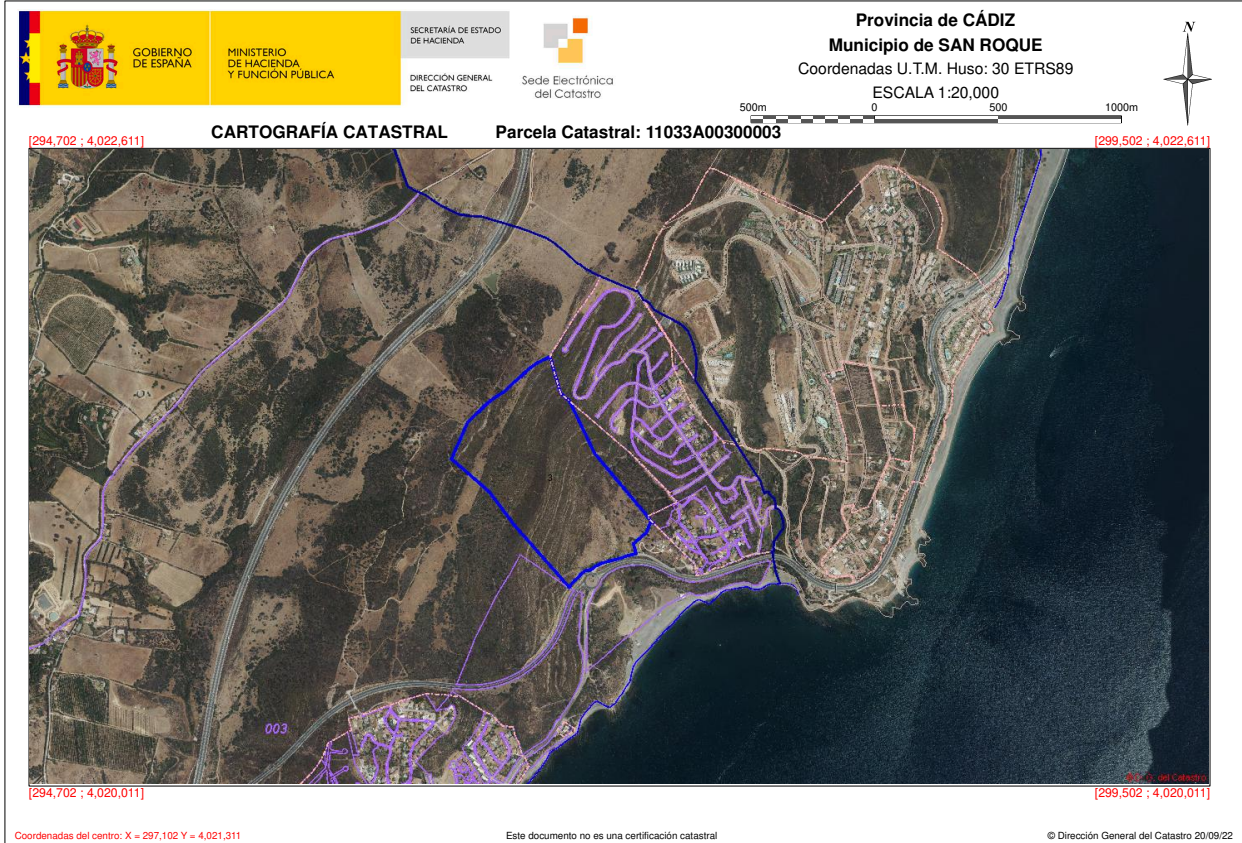 GOBIERNO
DE ESPAÑA
MINISTERIO
DE HACIENDA
Y FUNCIÓN PÚBLICA
SECRETARÍA DE ESTADO
DE HACIENDA
DIRECCIÓN GENERAL
DEL CATASTRO
Sede Electrónica
del Catastro
Provincia de CÁDIZ
Municipio de SAN ROQUE
Coordenadas U.T.M. Huso: 30 ETRS89
ESCALA 1:20,000
500m 0 500 1000m
N
CARTOGRAFÍA CATASTRAL Parcela Catastral: 11033A00300003
[294,702 ; 4,022,611] [299,502 ; 4,022,611]
3
003
© D. G. del Catastro
[294,702 ; 4,020,011] [299,502 ; 4,020,011]
Coordenadas del centro: X = 297,102 Y = 4,021,311 Este documento no es una certificación catastral © Dirección General del Catastro 20/09/22